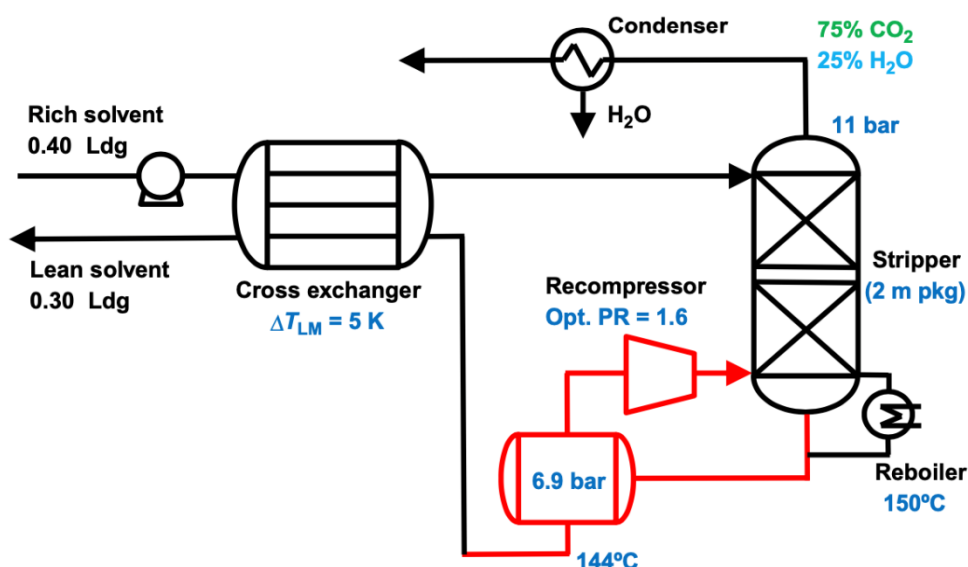 Condenser
75% CO₂
25% H₂O
H₂O
11 bar
Rich solvent
0.40 Ldg
Lean solvent
0.30 Ldg
Cross exchanger
ΔT_LM = 5 K
Recompressor
Opt. PR = 1.6
Stripper
(2 m pkg)
6.9 bar
144ºC
Reboiler
150ºC